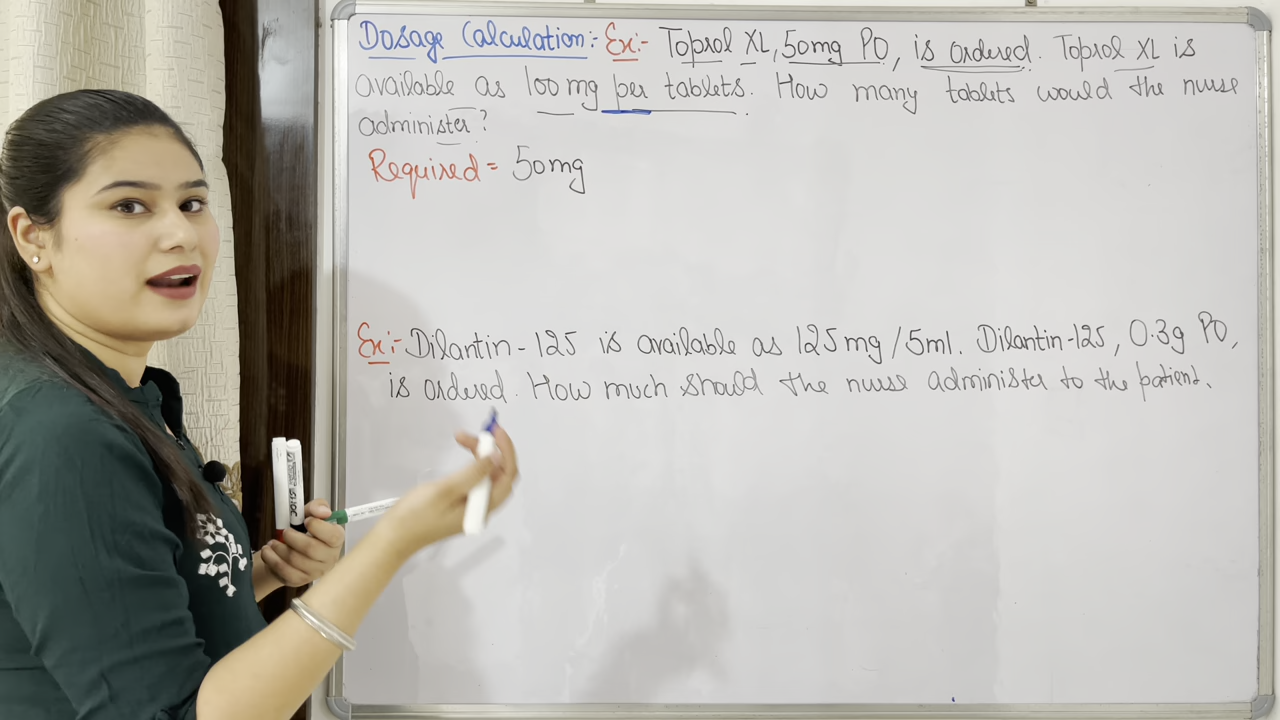 Dosage Calculation:- Ex:- Toprol XL, 50mg PO, is ordered. Toprol XL is
available as 100 mg per tablets. How many tablets would the nurse
administer?
Required = 50mg
Ex:- Dilantin-125 is available as 125mg/5ml. Dilantin-125, 0.3g PO,
is ordered. How much should the nurse administer to the patient.